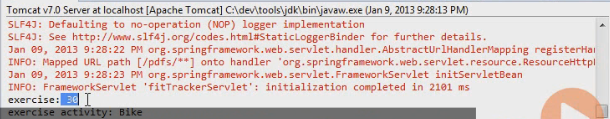 Tomcat v7.0 Server at localhost [Apache Tomcat] C:\dev\tools\jdk\bin\javaw.exe (Jan 9, 2013 9:28:13 PM)
SLF4J: Defaulting to no-operation (NOP) logger implementation
SLF4J: See http://www.slf4j.org/codes.html#StaticLoggerBinder for further details.
Jan 09, 2013 9:28:22 PM org.springframework.web.servlet.handler.AbstractUrlHandlerMapping registerHan
INFO: Mapped URL path [/pdfs/**] onto handler 'org.springframework.web.servlet.resource.ResourceHttpR
Jan 09, 2013 9:28:23 PM org.springframework.web.servlet.FrameworkServlet initServletBean
INFO: FrameworkServlet 'fitTrackerServlet': initialization completed in 2101 ms
exercise: 30
exercise activity: Bike